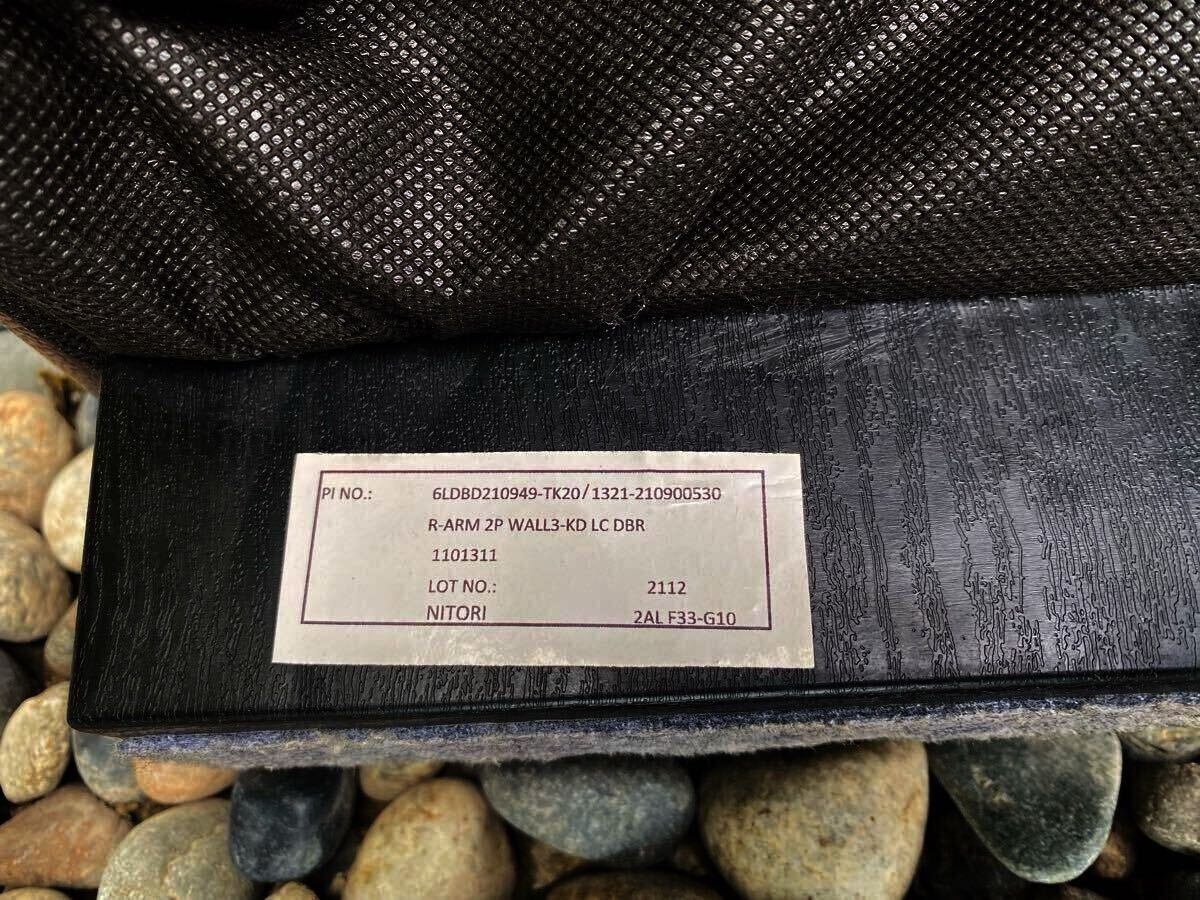 PI NO.: 6LDBD210949-TK20/1321-210900530
R-ARM 2P WALL3-KD LC DBR
1101311
LOT NO.: 2112
NITORI 2AL F33-G10